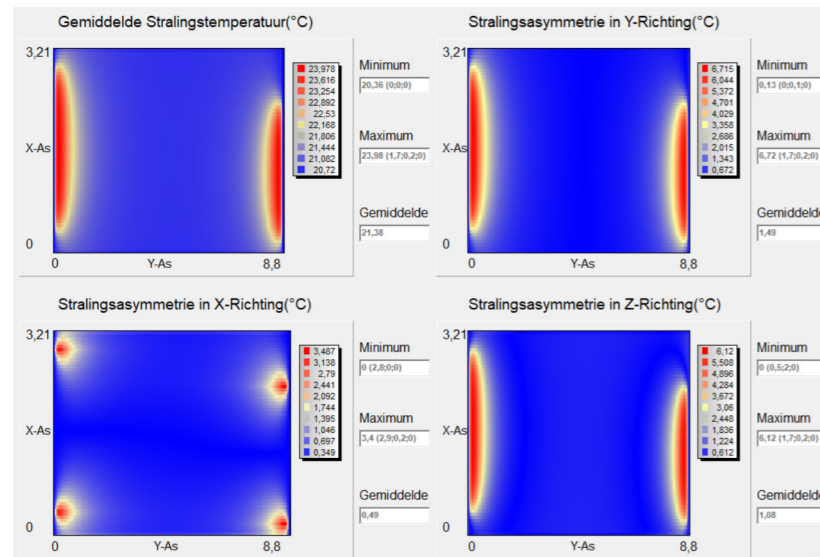 Gemiddelde Stralingstemperatuur(°C)
3,21
X-As
0
0
Y-As
8,8
23,978
23,616
23,254
22,892
22,53
22,168
21,806
21,444
21,082
20,72
Minimum
20,36 (0;0;0)
Maximum
23,98 (1,7;0,2;0)
Gemiddelde
21,38
Stralingsasymmetrie in Y-Richting(°C)
3,21
X-As
0
0
Y-As
8,8
6,715
6,044
5,372
4,701
4,029
3,358
2,686
2,015
1,343
0,672
Minimum
0,13 (0;0,1;0)
Maximum
6,72 (1,7;0,2;0)
Gemiddelde
1,49
Stralingsasymmetrie in X-Richting(°C)
3,21
X-As
0
0
Y-As
8,8
3,487
3,138
2,79
2,441
2,092
1,744
1,395
1,046
0,697
0,349
Minimum
0 (2,8;0;0)
Maximum
3,4 (2,9;0,2;0)
Gemiddelde
0,49
Stralingsasymmetrie in Z-Richting(°C)
3,21
X-As
0
0
Y-As
8,8
6,12
5,508
4,896
4,284
3,672
3,06
2,448
1,836
1,224
0,612
Minimum
0 (0,5;2;0)
Maximum
6,12 (1,7;0,2;0)
Gemiddelde
1,08